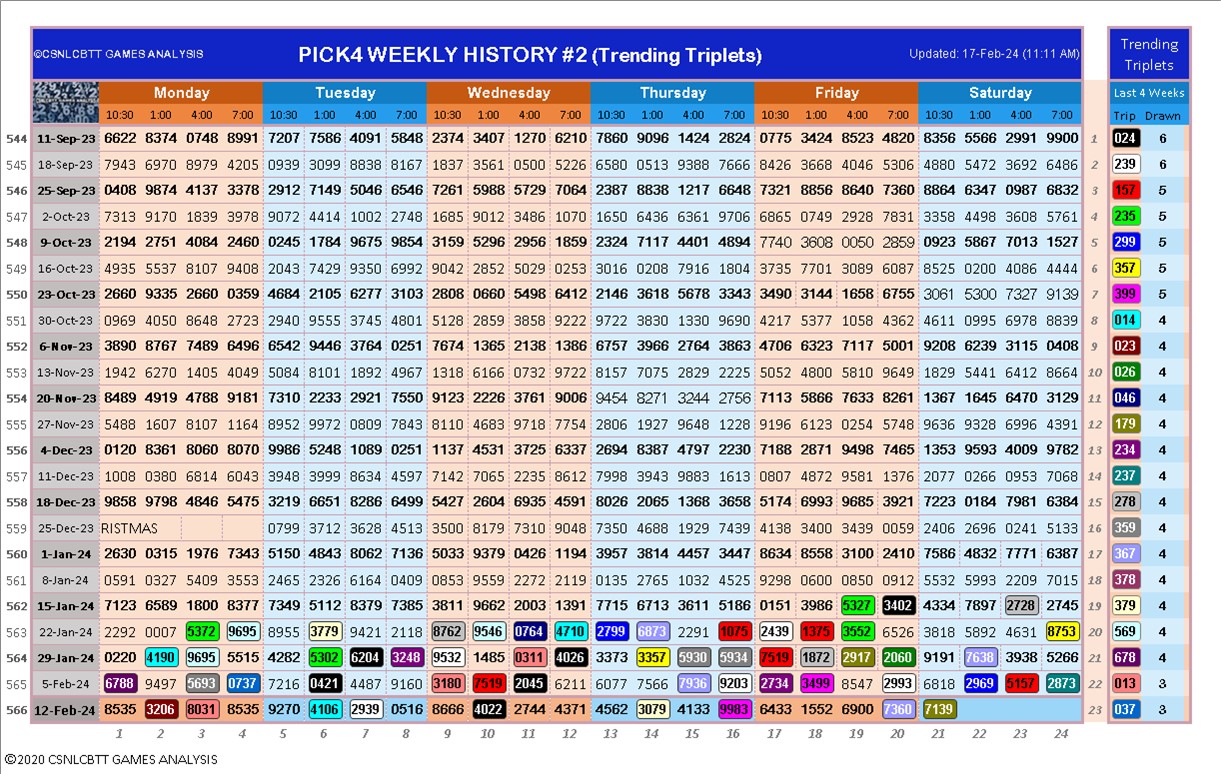 ©CSNLCBTT GAMES ANALYSIS PICK4 WEEKLY HISTORY #2 (Trending Triplets) Updated: 17-Feb-24 (11:11 AM) Trending Triplets
Monday Tuesday Wednesday Thursday Friday Saturday Last 4 Weeks
10:30 1:00 4:00 7:00 10:30 1:00 4:00 7:00 10:30 1:00 4:00 7:00 10:30 1:00 4:00 7:00 10:30 1:00 4:00 7:00 10:30 1:00 4:00 7:00 Trip Drawn
544 11-Sep-23 6622 8374 0748 8991 7207 7586 4091 5848 2374 3407 1270 6210 7860 9096 1424 2824 0775 3424 8523 4820 8356 5566 2991 9900 1 024 6
545 18-Sep-23 7943 6970 8979 4205 0939 3099 8838 8167 1837 3561 0500 5226 6580 0513 9388 7666 8426 3668 4046 5306 4880 5472 3692 6486 2 239 6
546 25-Sep-23 0408 9874 4137 3378 2912 7149 5046 6546 7261 5988 5729 7064 2387 8838 1217 6648 7321 8856 8640 7360 8864 6347 0987 6832 3 157 5
547 2-Oct-23 7313 9170 1839 3978 9072 4414 1002 2748 1685 9012 3486 1070 1650 6436 6361 9706 6865 0749 2928 7831 3358 4498 3608 5761 4 235 5
548 9-Oct-23 2194 2751 4084 2460 0245 1784 9675 9854 3159 5296 2956 1859 2324 7117 4401 4894 7740 3608 0050 2859 0923 5867 7013 1527 5 299 5
549 16-Oct-23 4935 5537 8107 9408 2043 7429 9350 6992 9042 2852 5029 0253 3016 0208 7916 1804 3735 7701 3089 6087 8525 0200 4086 4444 6 357 5
550 23-Oct-23 2660 9335 2660 0359 4684 2105 6277 3103 2808 0660 5498 6412 2146 3618 5678 3343 3490 3144 1658 6755 3061 5300 7327 9139 7 399 5
551 30-Oct-23 0969 4050 8648 2723 2940 9555 3745 4801 5128 2859 3858 9222 9722 3830 1330 9690 4217 5377 1058 4362 4611 0995 6978 8839 8 014 4
552 6-Nov-23 3890 8767 7489 6496 6542 9446 3764 0251 7674 1365 2138 1386 6757 3966 2764 3863 4706 6323 7117 5001 9208 6239 3115 0408 9 023 4
553 13-Nov-23 1942 6270 1405 4049 5084 8101 1892 4967 1318 6166 0732 9722 8157 7075 2829 2225 5052 4800 5810 9649 1829 5441 6412 8664 10 026 4
554 20-Nov-23 8489 4919 4788 9181 7310 2233 2921 7550 9123 2226 3761 9006 9454 8271 3244 2756 7113 5866 7633 8261 1367 1645 6470 3129 11 046 4
555 27-Nov-23 5488 1607 8107 1164 8952 9972 0809 7843 8110 4683 9718 7754 2806 1927 9648 1228 9196 6123 0254 5748 9636 9328 6996 4391 12 179 4
556 4-Dec-23 0120 8361 8060 8070 9986 5248 1089 0251 1137 4531 3725 6337 2694 8387 4797 2230 7188 2871 9498 7465 1353 9593 4009 9782 13 234 4
557 11-Dec-23 1008 0380 6814 6043 3948 3999 8634 4597 7142 7065 2235 8612 7998 3943 9883 1541 0807 4872 9581 1376 2077 0266 0953 7068 14 237 4
558 18-Dec-23 9858 9798 4846 5475 3219 6651 8286 6499 5427 2604 6935 4591 8026 2065 1368 3658 5174 6993 9685 3921 7223 0184 7981 6384 15 278 4
559 25-Dec-23 RISTMAS 0799 3712 3628 4513 3500 8179 7310 9048 7350 4688 1929 7439 4138 3400 3439 0059 2406 2696 0241 5133 16 359 4
560 1-Jan-24 2630 0315 1976 7343 5150 4843 8062 7136 5033 9379 0426 1194 3957 3814 4457 3447 8634 8558 3100 2410 7586 4832 7771 6387 17 367 4
561 8-Jan-24 0591 0327 5409 3553 2465 2326 6164 0409 0853 9559 2272 2119 0135 2765 1032 4525 9298 0600 0850 0912 5532 5993 2209 7015 18 378 4
562 15-Jan-24 7123 6589 1800 8377 7349 5112 8379 7385 3811 9662 2003 1391 7715 6713 3611 5186 0151 3986 5327 3402 4334 7897 2728 2745 19 379 4
563 22-Jan-24 2292 0007 5372 9695 8955 3779 9421 2118 8762 9546 0764 4710 2799 6873 2291 1075 2439 1375 3552 6526 3818 5892 4631 8753 20 569 4
564 29-Jan-24 0220 4190 9695 5515 4282 5302 6204 3248 9532 1485 0311 4026 3373 3357 5930 5934 7519 1872 2917 2060 9191 7638 3938 5266 21 678 4
565 5-Feb-24 6788 9497 5693 0737 7216 0421 4487 9160 3180 7519 2045 6211 6077 7566 7936 9203 2734 3499 8547 2993 6818 2969 5157 2873 22 013 3
566 12-Feb-24 8535 3206 8031 8535 9270 4106 2939 0516 8666 4022 2744 4371 4562 3079 4133 9983 6433 1552 6900 7360 7139 23 037 3
1 2 3 4 5 6 7 8 9 10 11 12 13 14 15 16 17 18 19 20 21 22 23 24
©2020 CSNLCBTT GAMES ANALYSIS